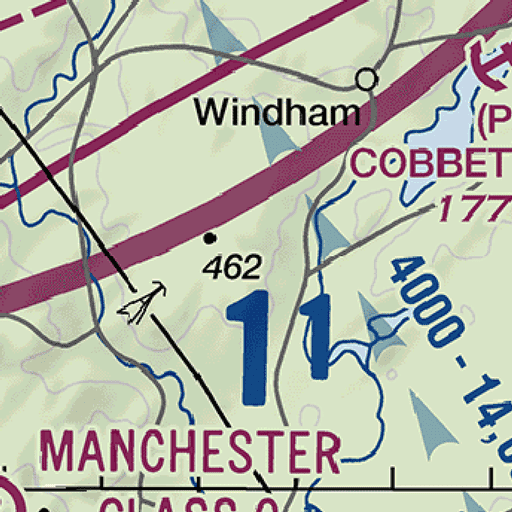 Windham
(P
COBBET
177
462
4000 - 14,0
11
MANCHESTER
CLASS C